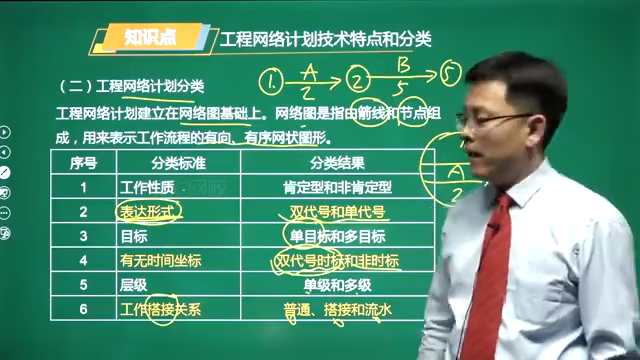 知识点 工程网络计划技术特点和分类
（二）工程网络计划分类
① A 2 ② B 5 ⑤
工程网络计划建立在网络图基础上。网络图是指由箭线和节点组
成，用来表示工作流程的有向、有序网状图形。
A
2
序号 分类标准 分类结果
1 工作性质 肯定型和非肯定型
2 表达形式 双代号和单代号
3 目标 单目标和多目标
4 有无时间坐标 双代号时标和非时标
5 层级 单级和多级
6 工作搭接关系 普通、搭接和流水